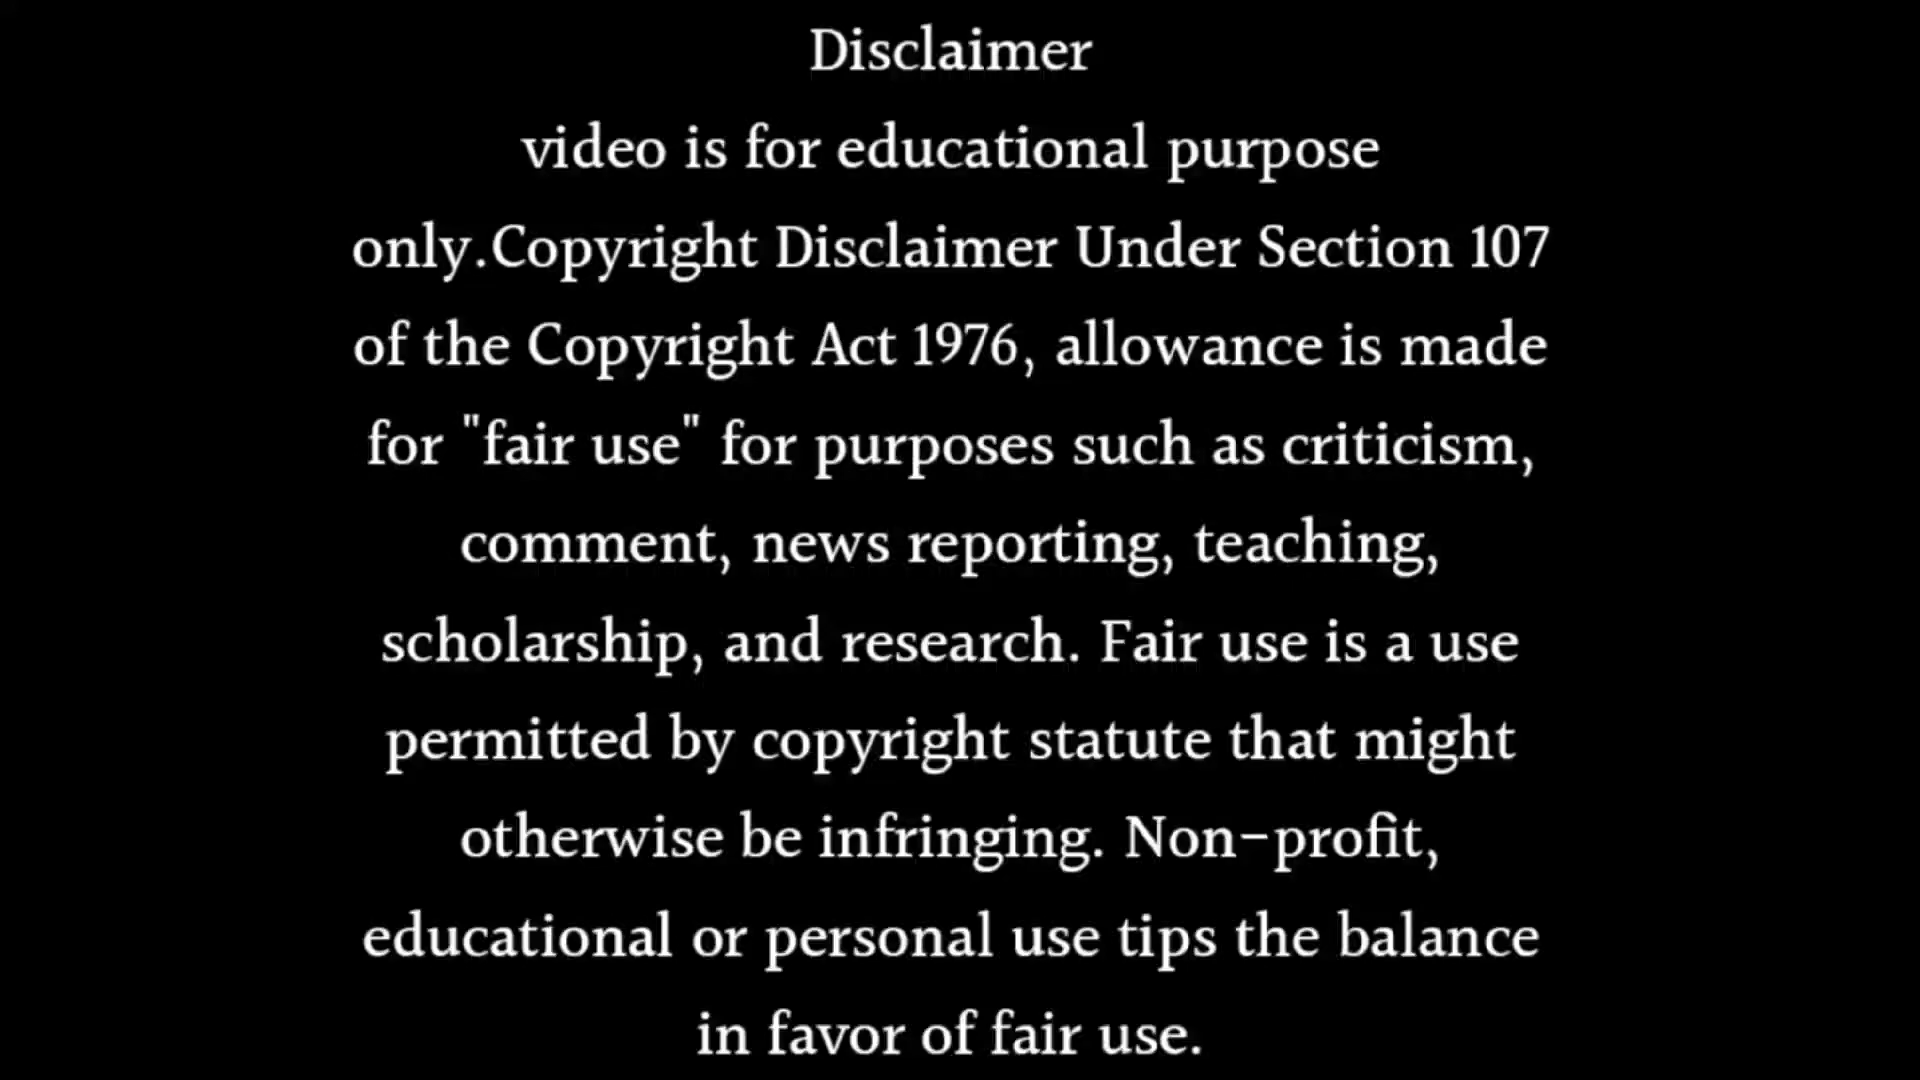 Disclaimer
video is for educational purpose
only.Copyright Disclaimer Under Section 107
of the Copyright Act 1976, allowance is made
for "fair use" for purposes such as criticism,
comment, news reporting, teaching,
scholarship, and research. Fair use is a use
permitted by copyright statute that might
otherwise be infringing. Non-profit,
educational or personal use tips the balance
in favor of fair use.